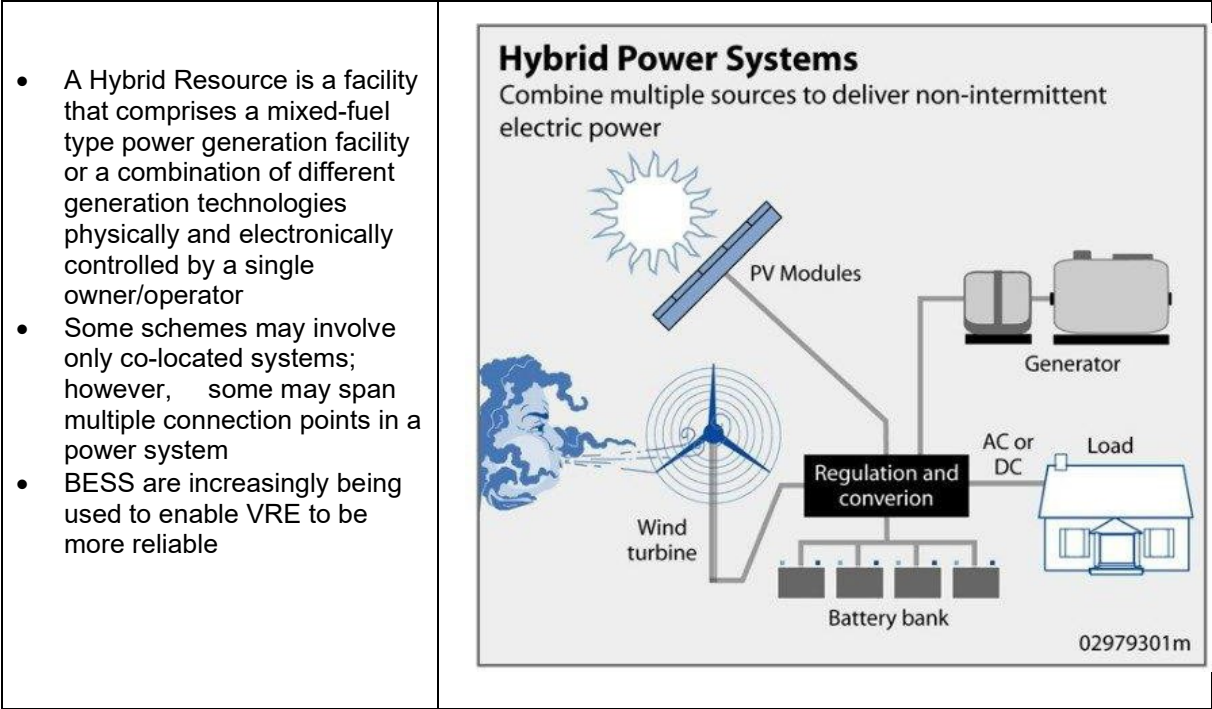 • A Hybrid Resource is a facility
that comprises a mixed-fuel
type power generation facility
or a combination of different
generation technologies
physically and electronically
controlled by a single
owner/operator
• Some schemes may involve
only co-located systems;
however, some may span
multiple connection points in a
power system
• BESS are increasingly being
used to enable VRE to be
more reliable
Hybrid Power Systems
Combine multiple sources to deliver non-intermittent
electric power
PV Modules
Generator
AC or
DC
Load
Regulation and
converion
Wind
turbine
Battery bank
02979301m